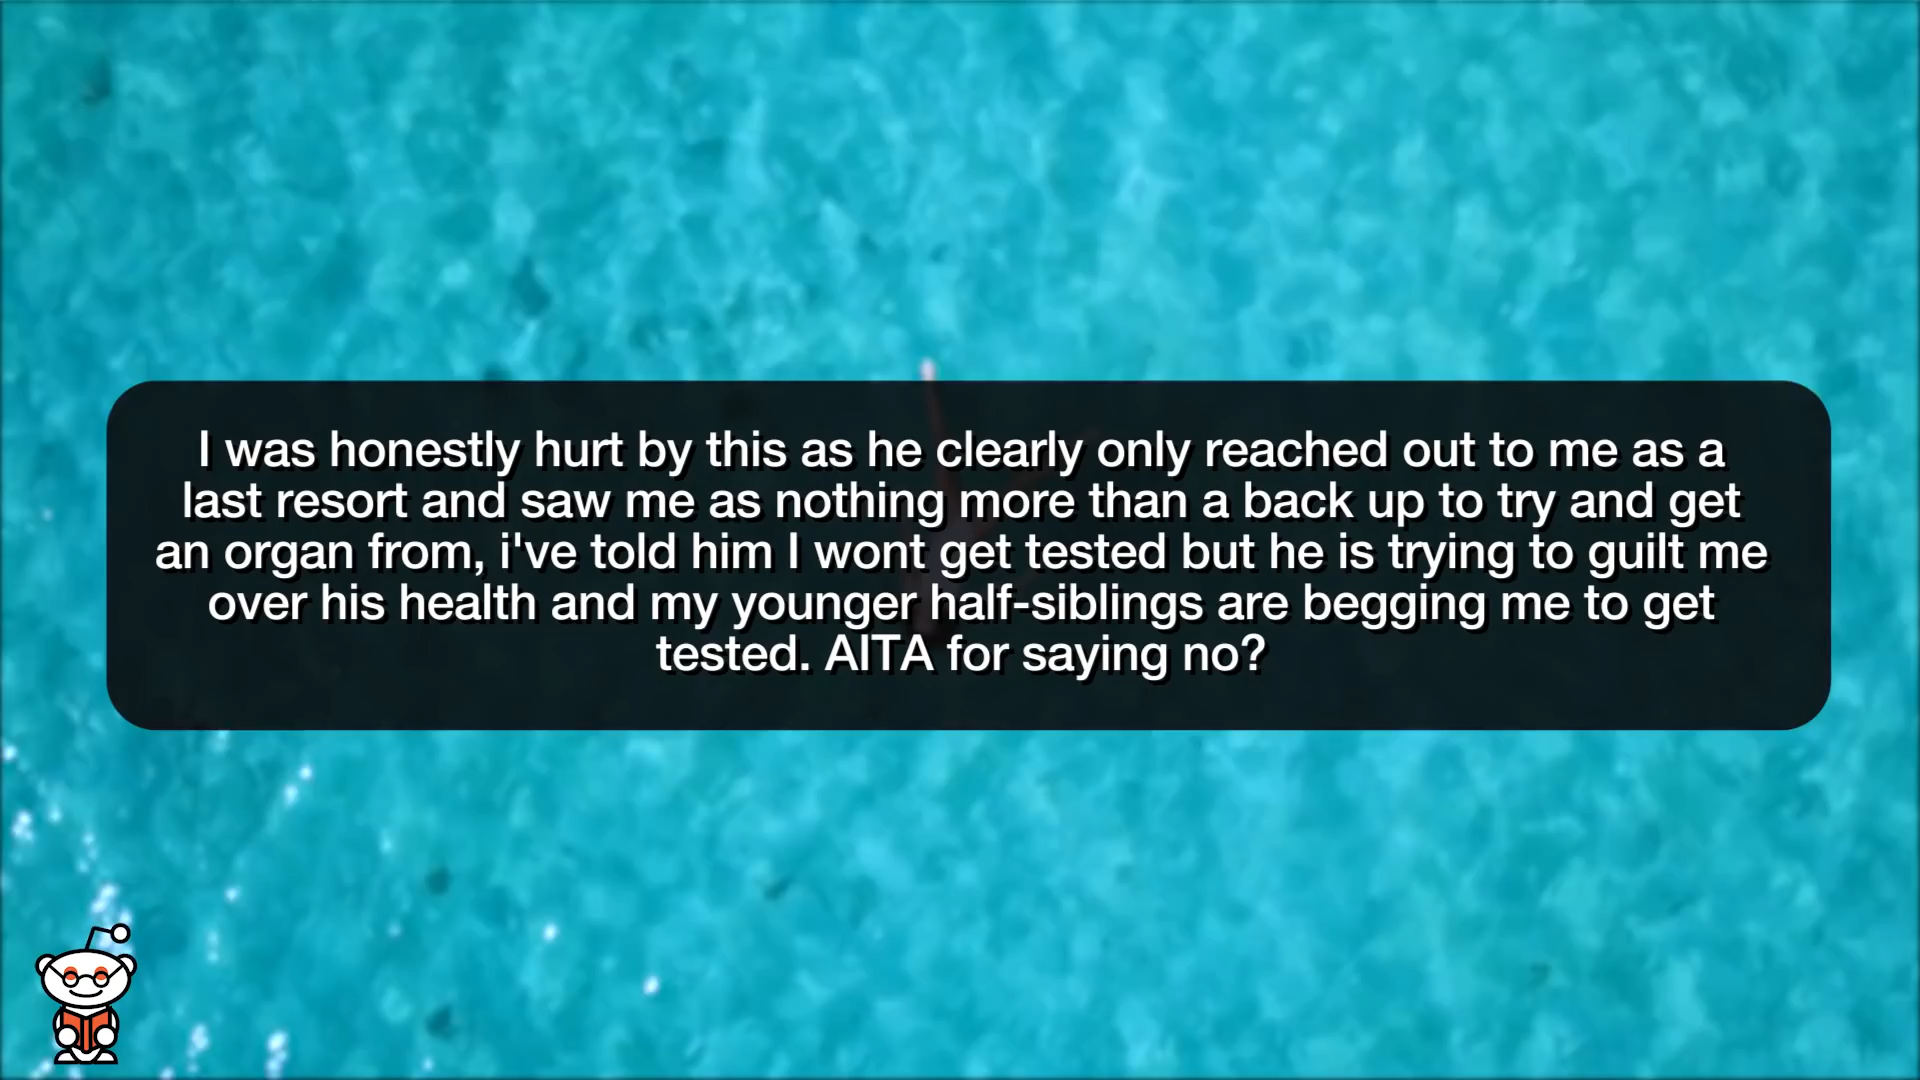 I was honestly hurt by this as he clearly only reached out to me as a
last resort and saw me as nothing more than a back up to try and get
an organ from, i've told him I wont get tested but he is trying to guilt me
over his health and my younger half-siblings are begging me to get
tested. AITA for saying no?